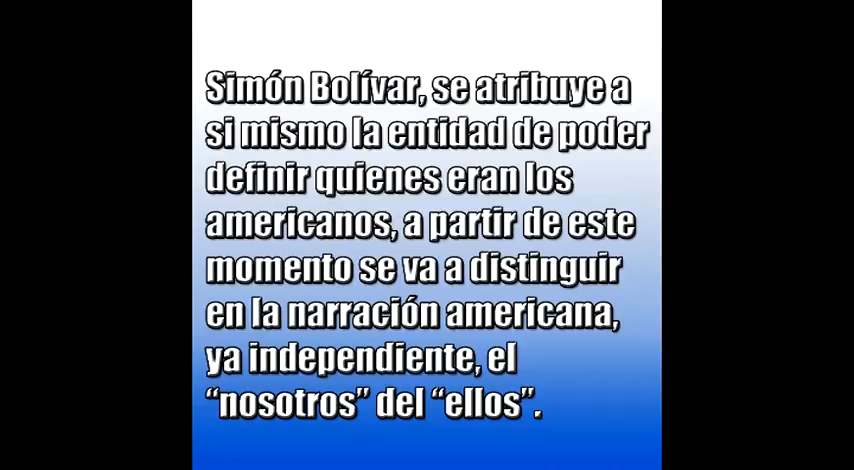 Simón Bolívar, se atribuye a
si mismo la entidad de poder
definir quienes eran los
americanos, a partir de este
momento se va a distinguir
en la narración americana,
ya independiente, el
“nosotros” del “ellos”.